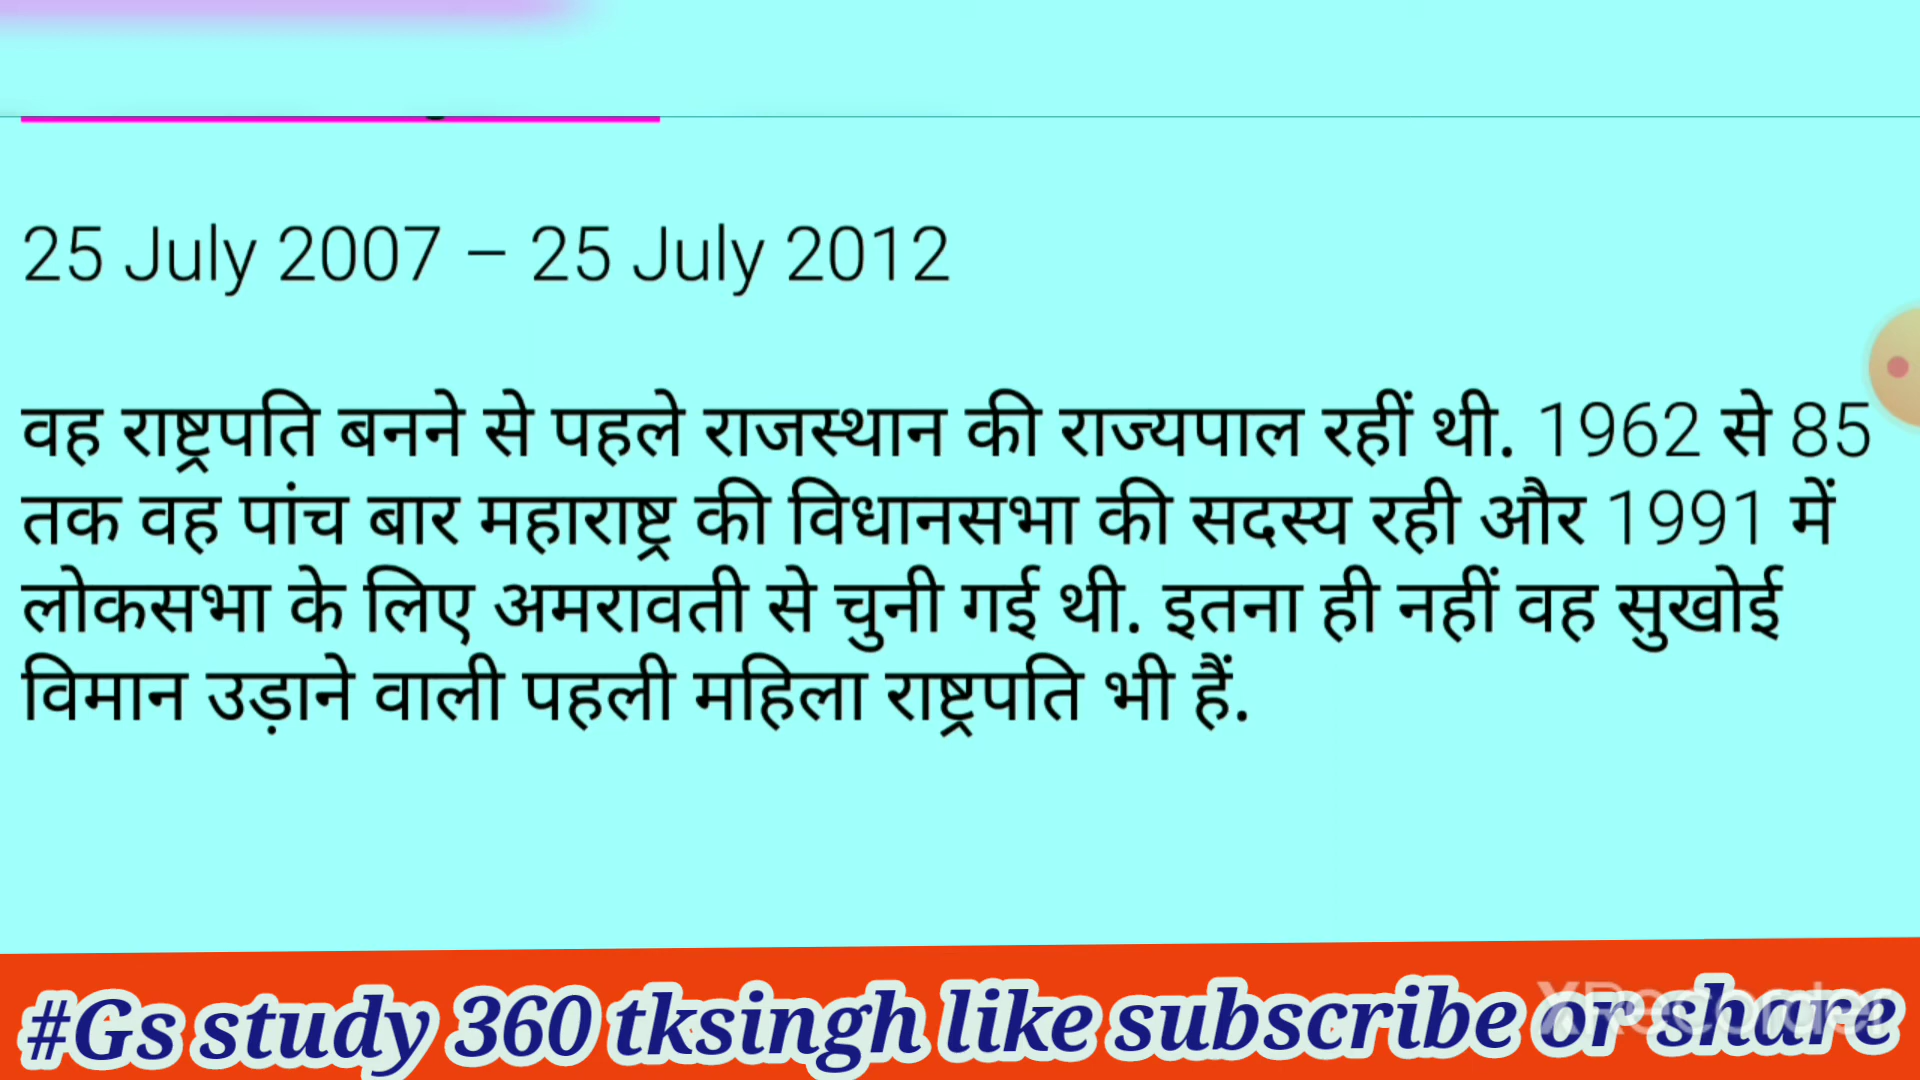 25 July 2007 – 25 July 2012
वह राष्ट्रपति बनने से पहले राजस्थान की राज्यपाल रहीं थी. 1962 से 85
तक वह पांच बार महाराष्ट्र की विधानसभा की सदस्य रही और 1991 में
लोकसभा के लिए अमरावती से चुनी गई थी. इतना ही नहीं वह सुखोई
विमान उड़ाने वाली पहली महिला राष्ट्रपति भी हैं.
#Gs study 360 tksingh like subscribe or share
XRecorder